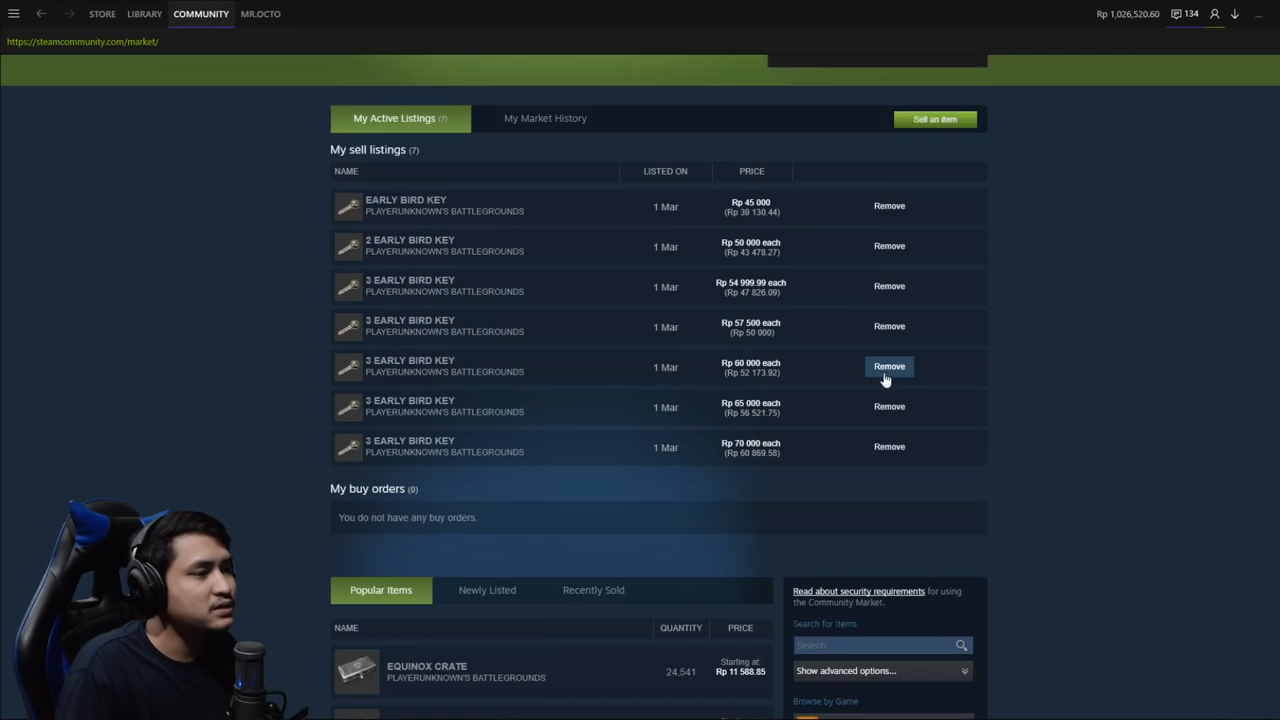 STORE LIBRARY COMMUNITY MR.OCTO Rp 1,026,520.60 134
https://steamcommunity.com/market/
My Active Listings (7) My Market History Sell an item
My sell listings (7)
NAME LISTED ON PRICE
EARLY BIRD KEY
PLAYERUNKNOWN'S BATTLEGROUNDS
1 Mar
Rp 45 000
(Rp 39 130.44)
Remove
2 EARLY BIRD KEY
PLAYERUNKNOWN'S BATTLEGROUNDS
1 Mar
Rp 50 000 each
(Rp 43 478.27)
Remove
3 EARLY BIRD KEY
PLAYERUNKNOWN'S BATTLEGROUNDS
1 Mar
Rp 54 999.99 each
(Rp 47 826.09)
Remove
3 EARLY BIRD KEY
PLAYERUNKNOWN'S BATTLEGROUNDS
1 Mar
Rp 57 500 each
(Rp 50 000)
Remove
3 EARLY BIRD KEY
PLAYERUNKNOWN'S BATTLEGROUNDS
1 Mar
Rp 60 000 each
(Rp 52 173.92)
Remove
3 EARLY BIRD KEY
PLAYERUNKNOWN'S BATTLEGROUNDS
1 Mar
Rp 65 000 each
(Rp 56 521.75)
Remove
3 EARLY BIRD KEY
PLAYERUNKNOWN'S BATTLEGROUNDS
1 Mar
Rp 70 000 each
(Rp 60 869.58)
Remove
My buy orders (0)
You do not have any buy orders.
Popular Items Newly Listed Recently Sold
NAME QUANTITY PRICE
EQUINOX CRATE
PLAYERUNKNOWN'S BATTLEGROUNDS
24,541
Starting at:
Rp 11 588.85
Read about security requirements for using
the Community Market.
Search for Items
Search
Show advanced options...
Browse by Game